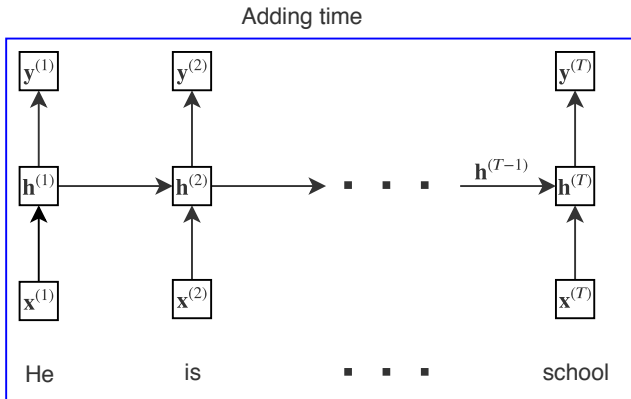 Adding time
y^(1) y^(2) y^(T)
h^(T−1)
h^(1) h^(2) . . . h^(T)
x^(1) x^(2) x^(T)
He is . . . school